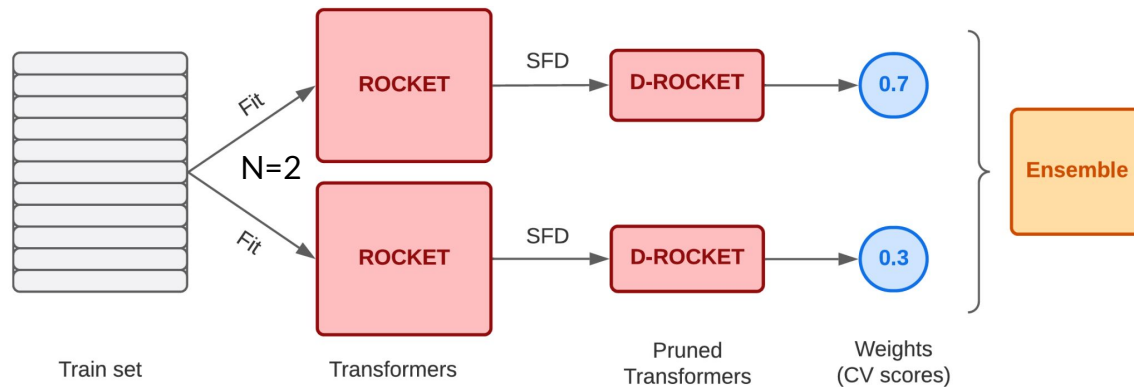 Fit
N=2
Fit
ROCKET
SFD
D-ROCKET
0.7
ROCKET
SFD
D-ROCKET
0.3
Ensemble
Train set
Transformers
Pruned
Transformers
Weights
(CV scores)